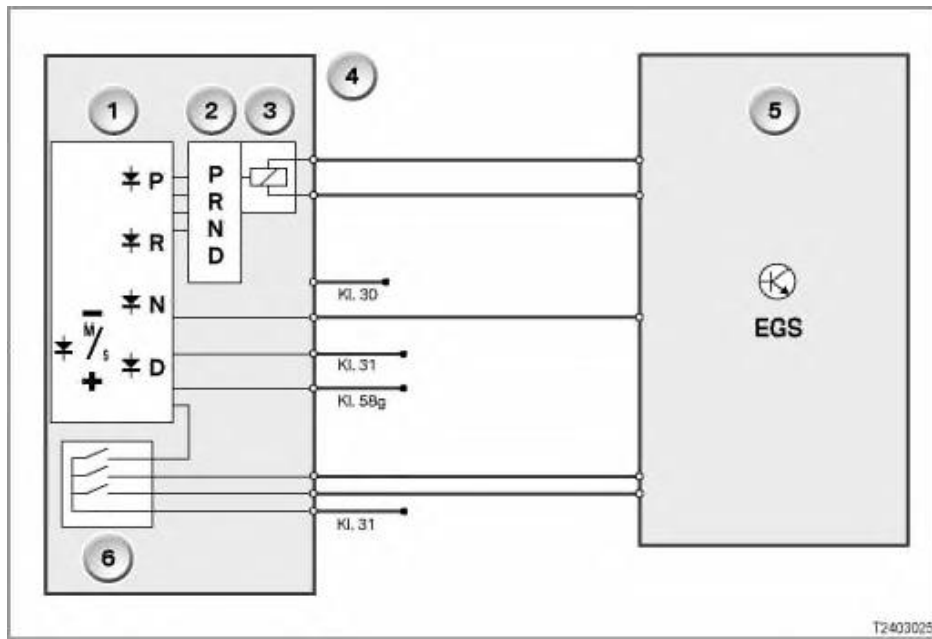 1
2
3
4
5
P
R
N
D
P
R
N
D
M/S
−
+
Kl. 30
Kl. 31
Kl. 58g
EGS
Kl. 31
6
T2403025